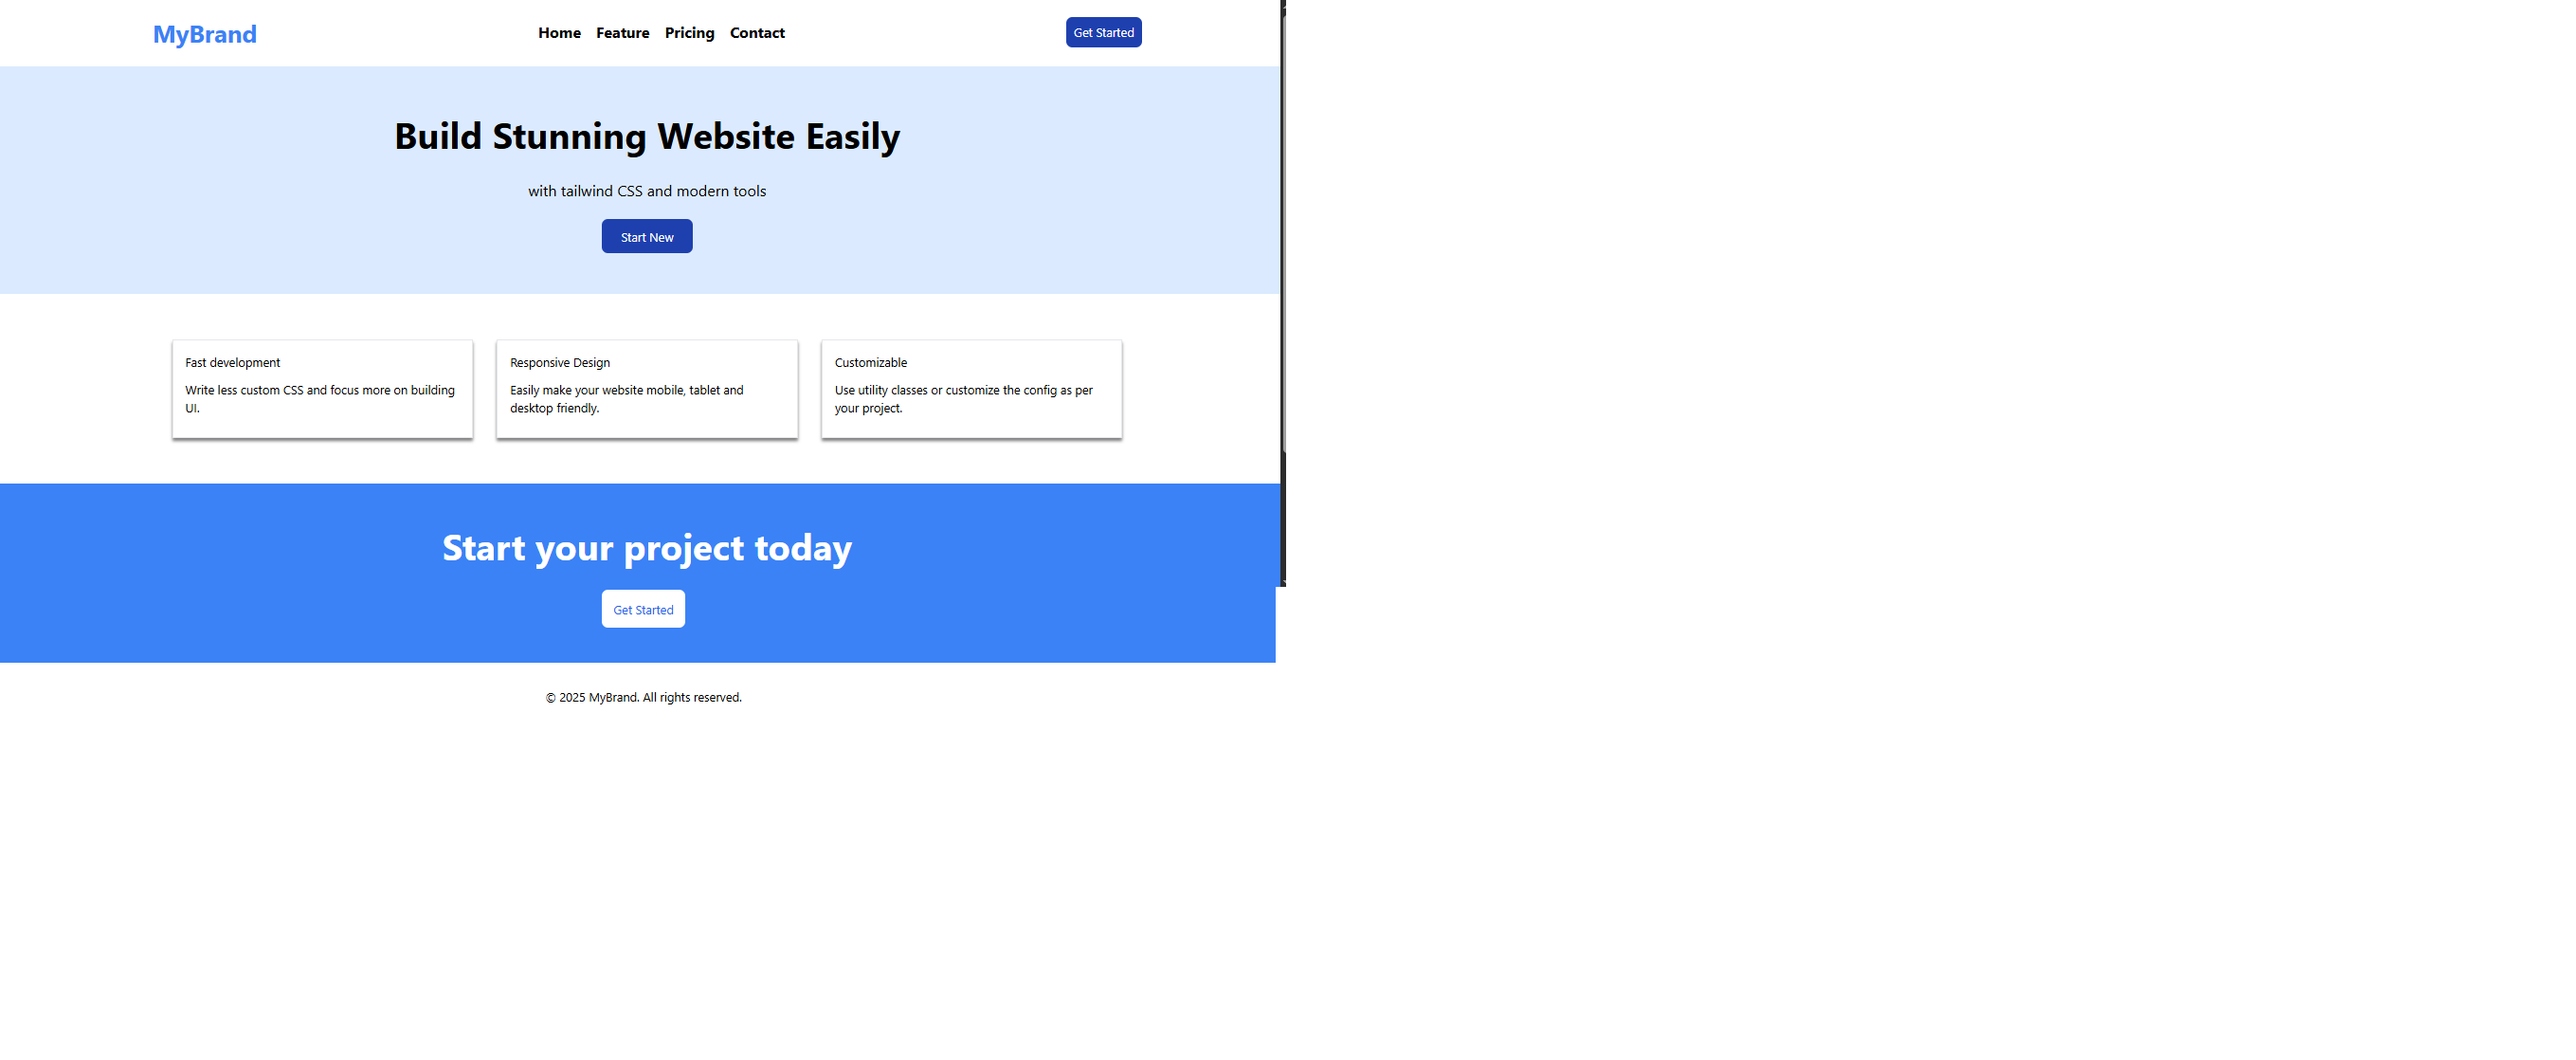 MyBrand
Home Feature Pricing Contact
Get Started
Build Stunning Website Easily
with tailwind CSS and modern tools
Start New
Fast development
Write less custom CSS and focus more on building
UI.
Responsive Design
Easily make your website mobile, tablet and
desktop friendly.
Customizable
Use utility classes or customize the config as per
your project.
Start your project today
Get Started
© 2025 MyBrand. All rights reserved.